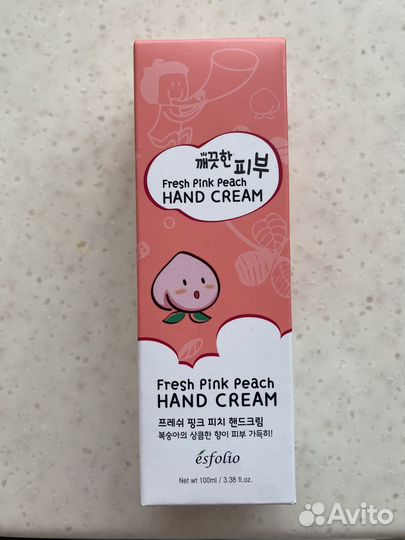 깨끗한 피부
Fresh Pink Peach
HAND CREAM
Fresh Pink Peach
HAND CREAM
프레쉬 핑크 피치 핸드크림
복숭아의 상큼한 향이 피부 가득히!
esfolio
Net wt 100ml / 3.38 fl. oz.
Avito